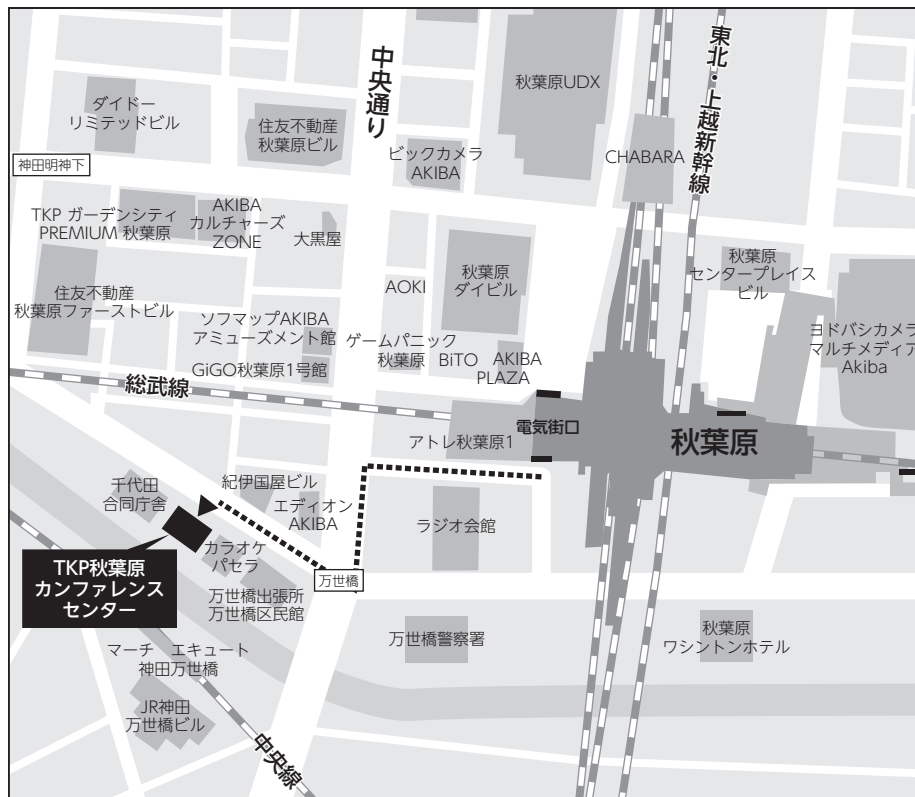 東北・上越新幹線
中央通り
秋葉原UDX
ダイドー
リミテッドビル
住友不動産
秋葉原ビル
ビックカメラ
AKIBA
CHABARA
神田明神下
TKP ガーデンシティ
PREMIUM 秋葉原
AKIBA
カルチャーズ
ZONE
大黒屋
秋葉原
センタープレイス
ビル
秋葉原
ダイビル
AOKI
住友不動産
秋葉原ファーストビル
ソフマップAKIBA
アミューズメント館
ゲームパニック
秋葉原
BiTO
AKIBA
PLAZA
ヨドバシカメラ
マルチメディア
Akiba
GiGO秋葉原1号館
総武線
電気街口
アトレ秋葉原1
秋葉原
千代田
合同庁舎
紀伊国屋ビル
エディオン
AKIBA
ラジオ会館
カラオケ
パセラ
TKP秋葉原
カンファレンス
センター
万世橋
万世橋出張所
万世橋区民館
万世橋警察署
秋葉原
ワシントンホテル
マーチ エキュート
神田万世橋
JR神田
万世橋ビル
中央線